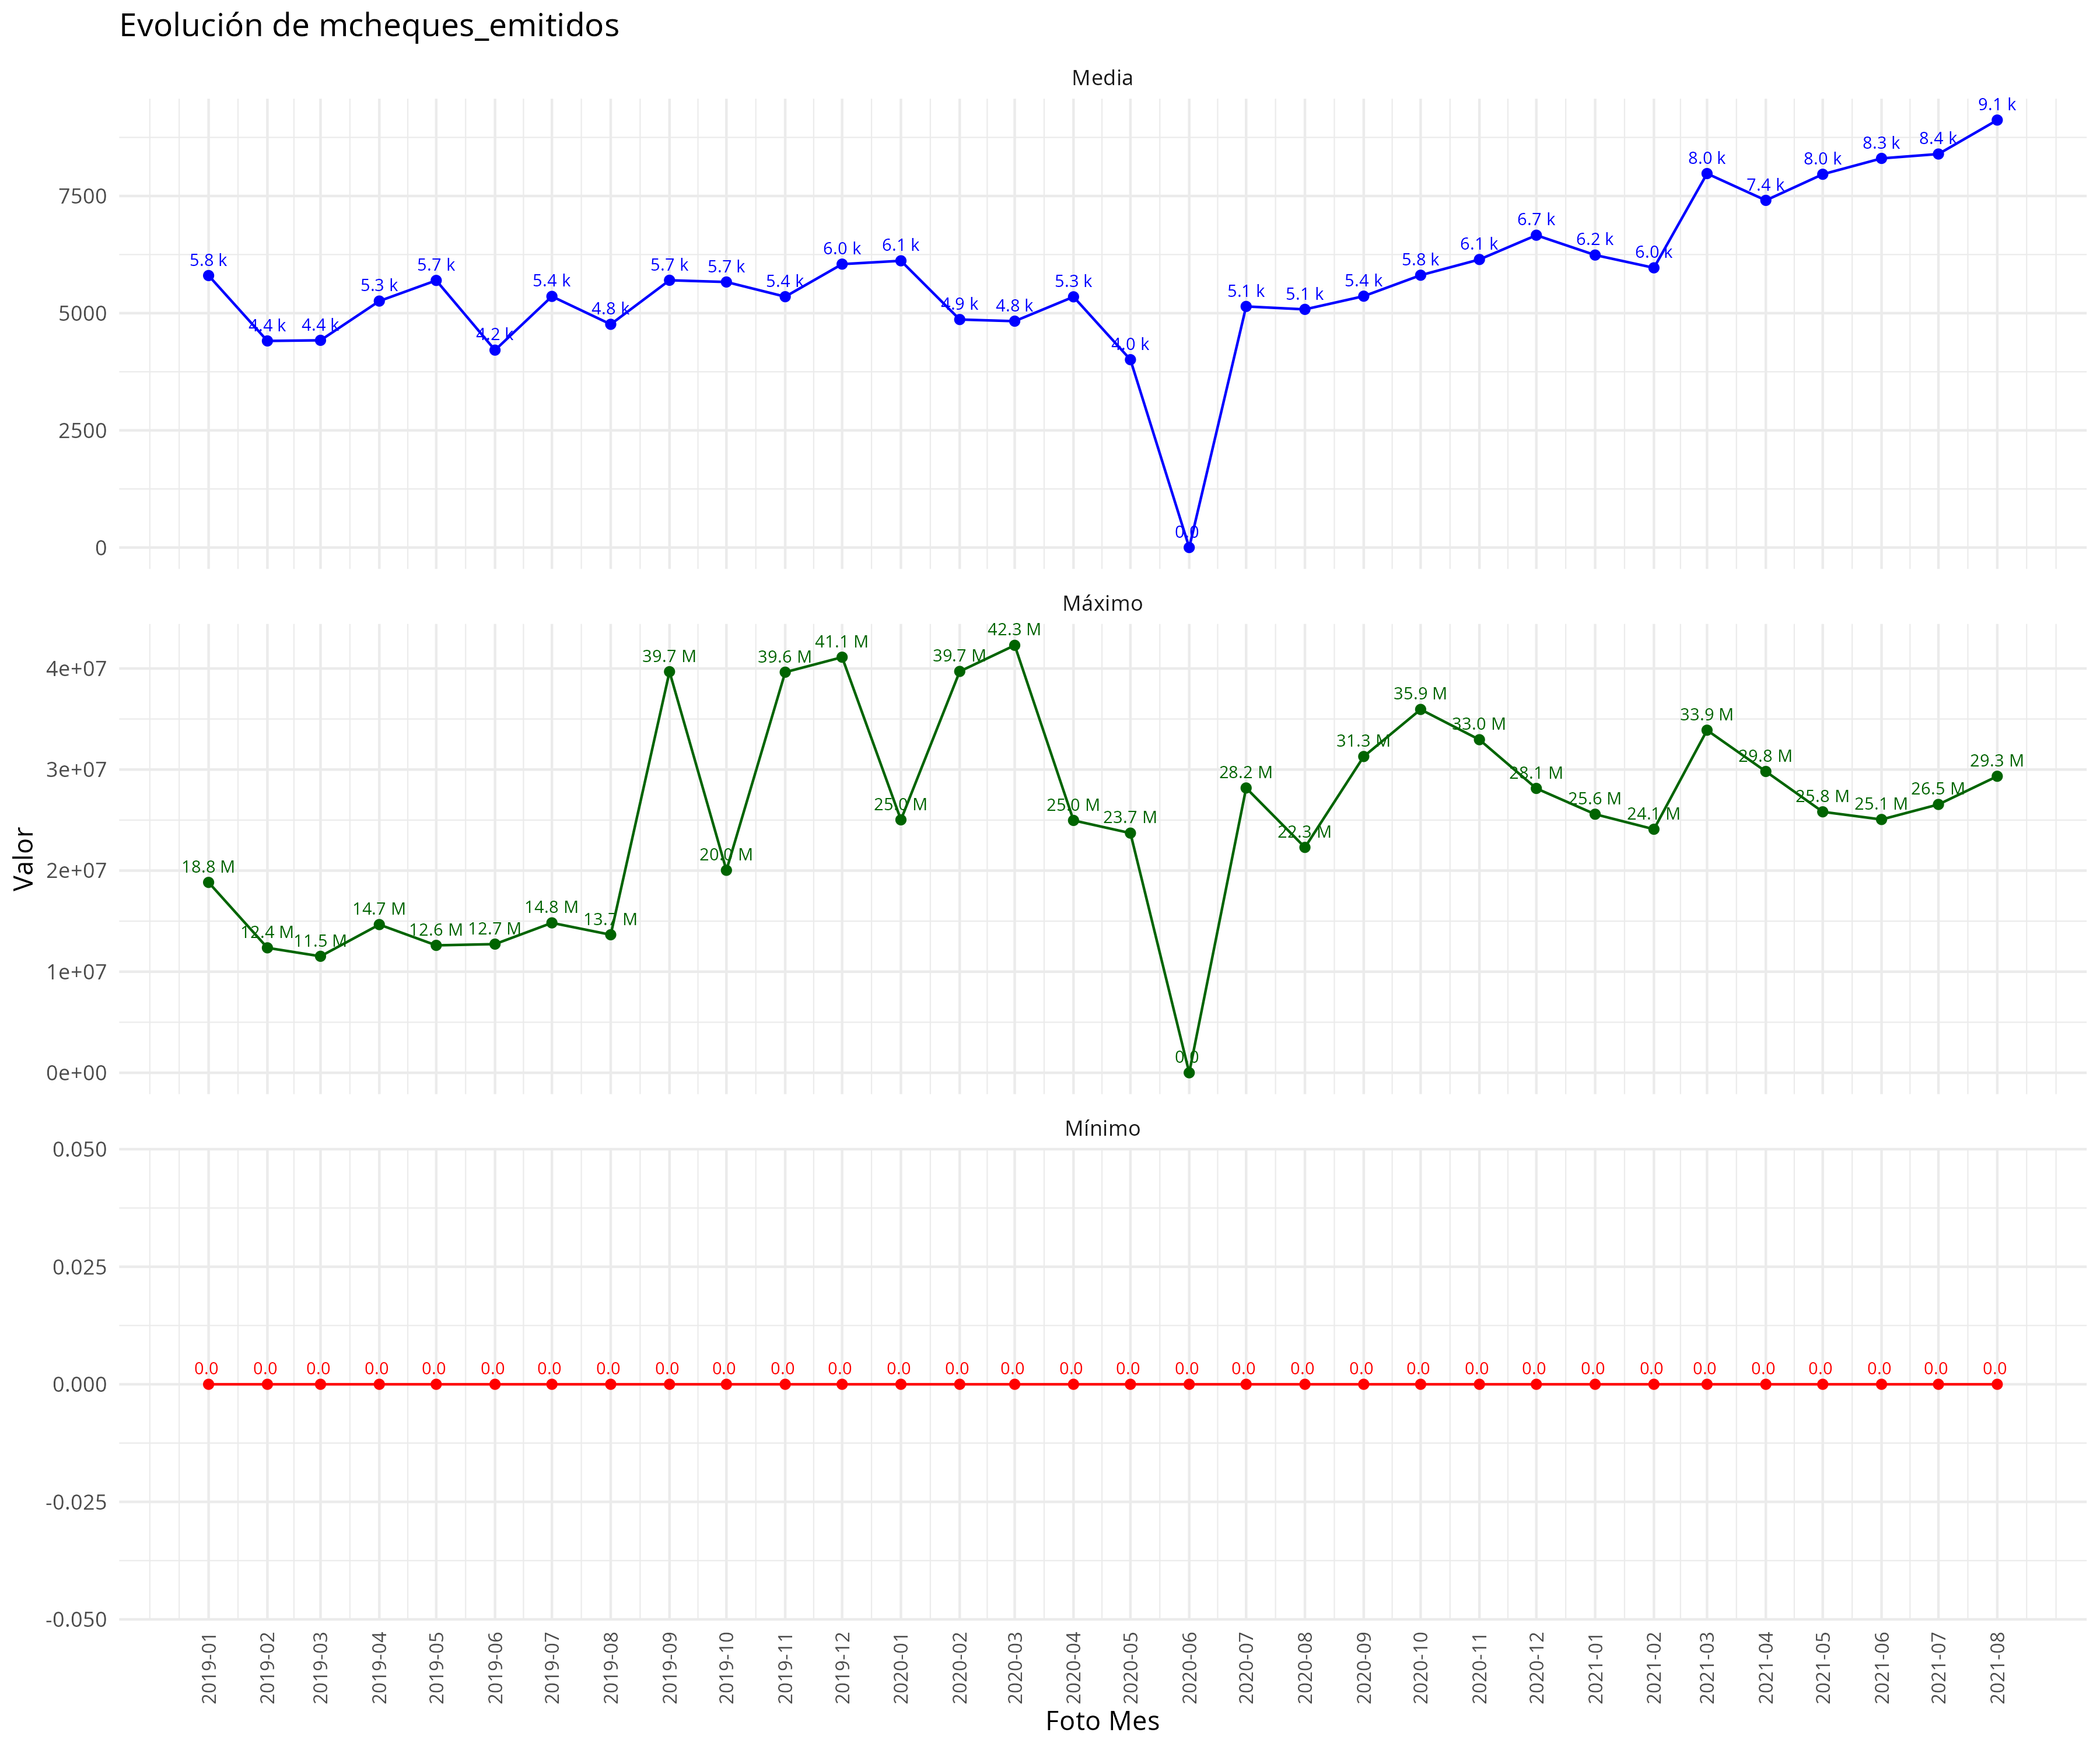 Evolución de mcheques_emitidos
Media
7500
5000
2500
0
5.8 k 4.4 k 4.4 k 5.3 k 5.7 k 4.2 k 5.4 k 4.8 k 5.7 k 5.7 k 5.4 k 6.0 k 6.1 k 4.9 k 4.8 k 5.3 k 4.0 k 0.0 5.1 k 5.1 k 5.4 k 5.8 k 6.1 k 6.7 k 6.2 k 6.0 k 8.0 k 7.4 k 8.0 k 8.3 k 8.4 k 9.1 k
Máximo
4e+07
3e+07
2e+07
1e+07
0e+00
18.8 M 12.4 M 11.5 M 14.7 M 12.6 M 12.7 M 14.8 M 13.7 M 39.7 M 20.0 M 39.6 M 41.1 M 25.0 M 39.7 M 42.3 M 25.0 M 23.7 M 0.0 28.2 M 22.3 M 31.3 M 35.9 M 33.0 M 28.1 M 25.6 M 24.1 M 33.9 M 29.8 M 25.8 M 25.1 M 26.5 M 29.3 M
Valor
Mínimo
0.050
0.025
0.000
-0.025
-0.050
0.0 0.0 0.0 0.0 0.0 0.0 0.0 0.0 0.0 0.0 0.0 0.0 0.0 0.0 0.0 0.0 0.0 0.0 0.0 0.0 0.0 0.0 0.0 0.0 0.0 0.0 0.0 0.0 0.0 0.0 0.0 0.0
2019-01 2019-02 2019-03 2019-04 2019-05 2019-06 2019-07 2019-08 2019-09 2019-10 2019-11 2019-12 2020-01 2020-02 2020-03 2020-04 2020-05 2020-06 2020-07 2020-08 2020-09 2020-10 2020-11 2020-12 2021-01 2021-02 2021-03 2021-04 2021-05 2021-06 2021-07 2021-08
Foto Mes